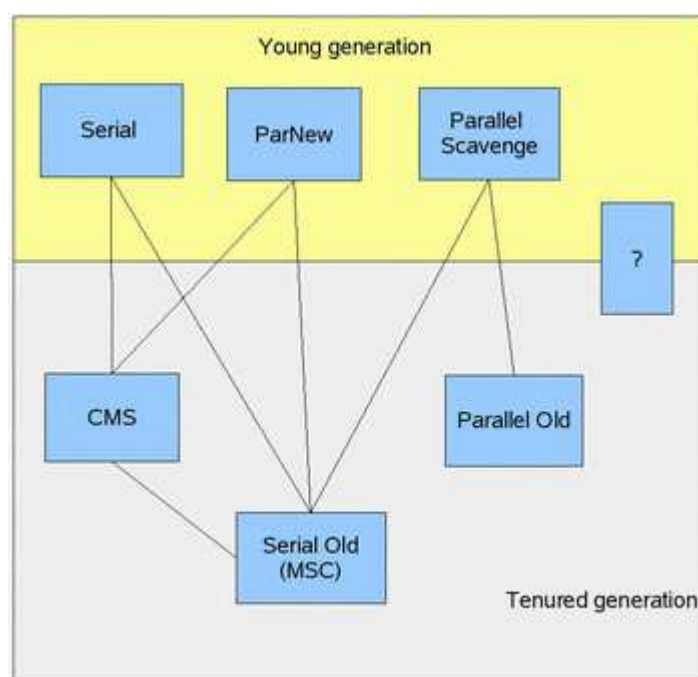 Young generation
Serial
ParNew
Parallel
Scavenge
?
CMS
Parallel Old
Serial Old
(MSC)
Tenured generation